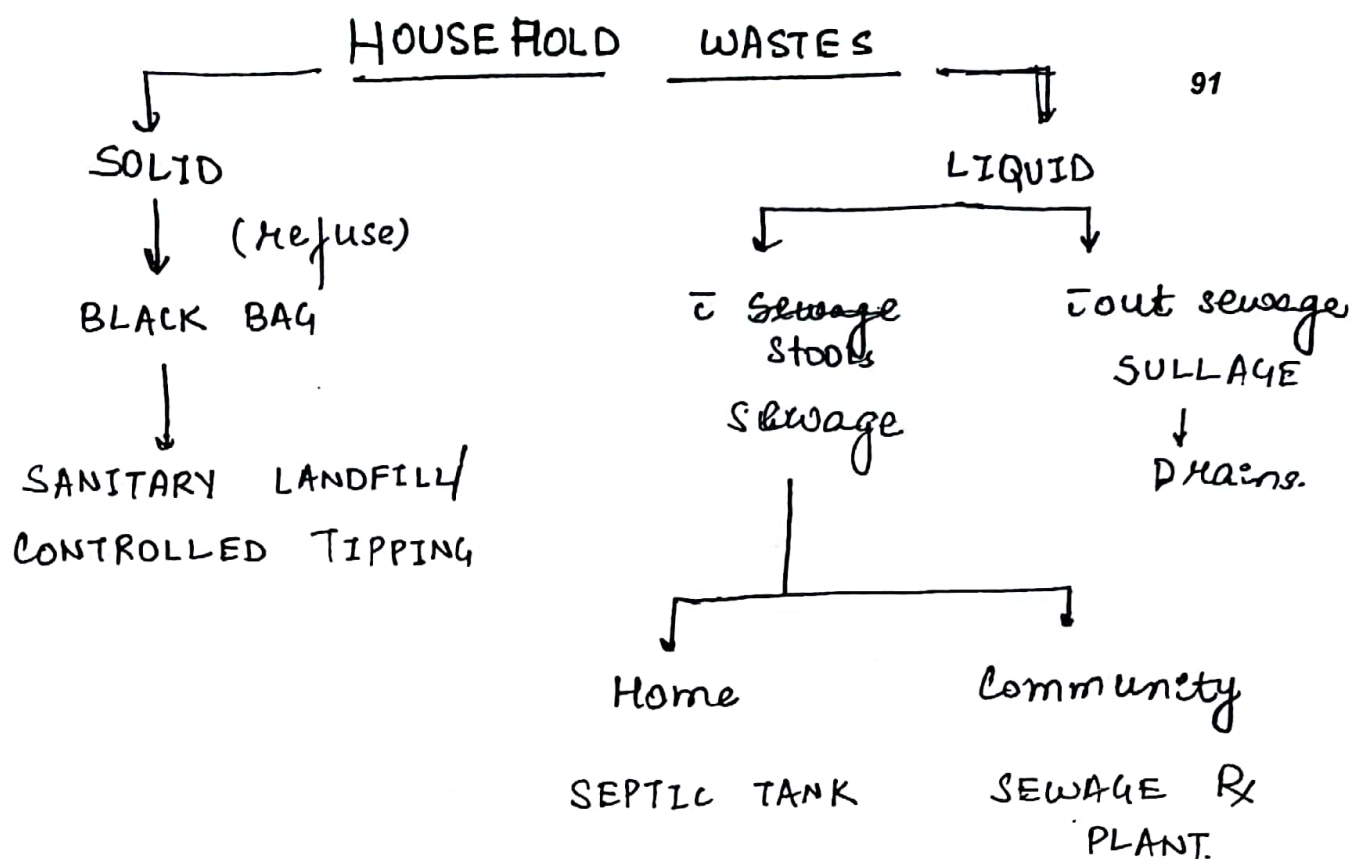 HOUSEHOLD WASTES
91
SOLID
LIQUID
(refuse)
BLACK BAG
c̄ Sewage
Stools
Sewage
c̄out sewage
SULLAGE
Drains.
SANITARY LANDFILL/
CONTROLLED TIPPING
Home
Community
SEPTIC TANK
SEWAGE Rx
PLANT.